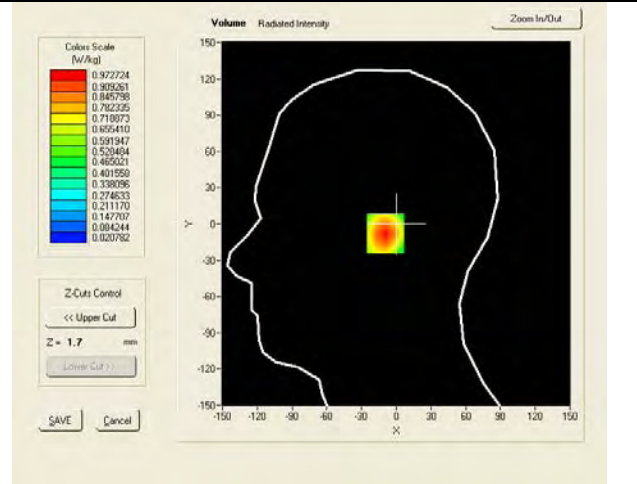 Volume Radiated Intensity
Zoom In/Out
Colors Scale
(W/kg)
0.972724
0.909261
0.845798
0.782335
0.718873
0.655410
0.591947
0.528484
0.465021
0.401558
0.338096
0.274633
0.211170
0.147707
0.084244
0.020782
Z-Cuts Control
<< Upper Cut
Z = 1.7 mm
Lower Cut >>
SAVE Cancel
150
120
90
60
30
0
-30
-60
-90
-120
-150
Y
-150 -120 -90 -60 -30 0 30 60 90 120 150
X